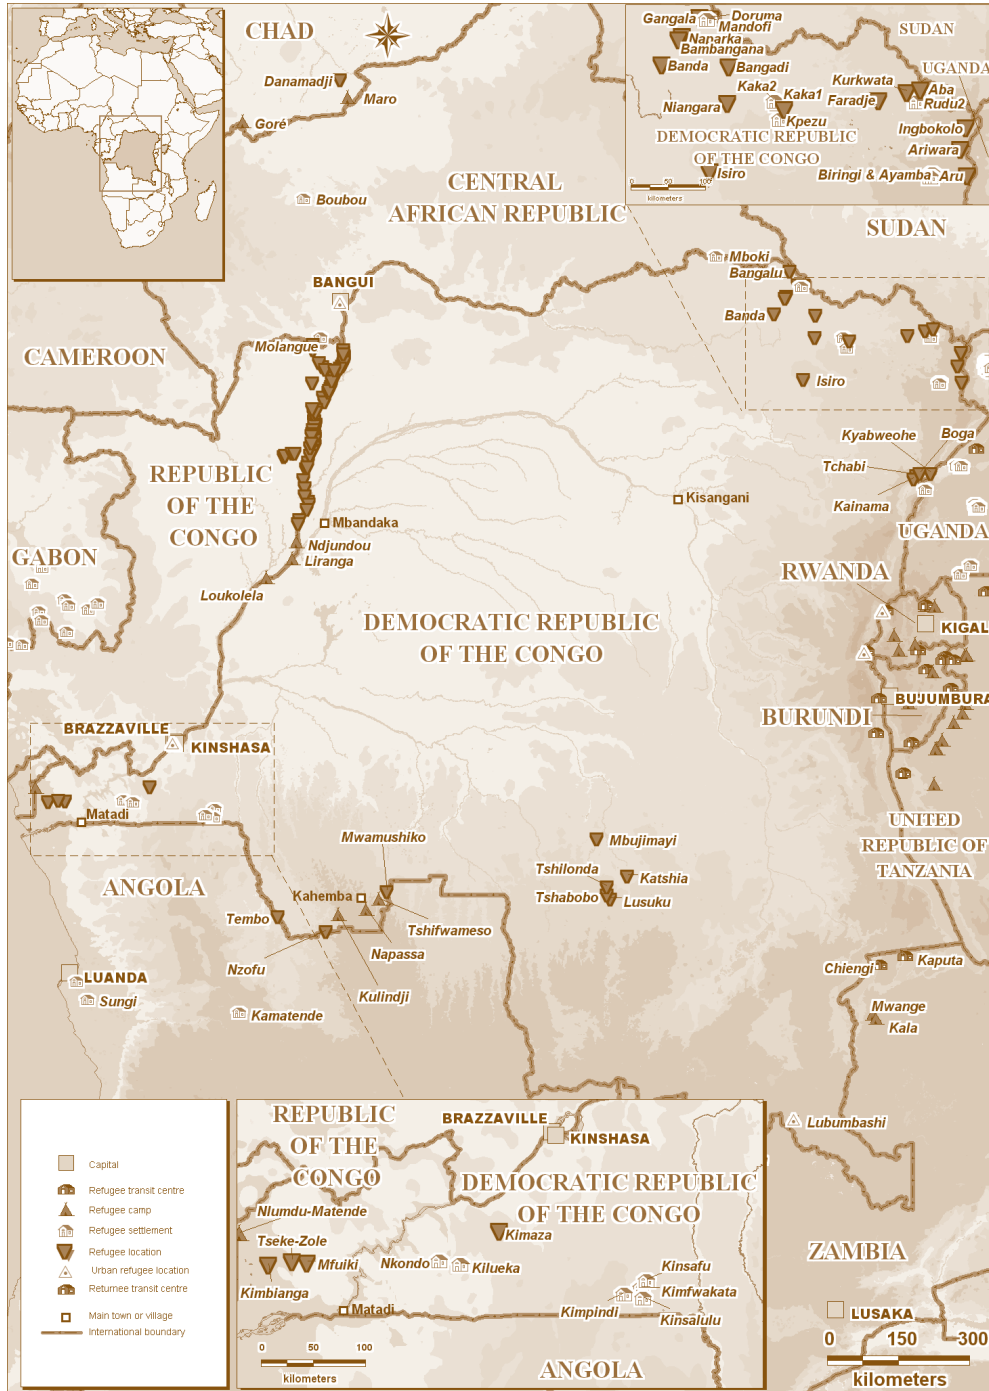 CHAD
Danamadji
Maro
Goré
CENTRAL
AFRICAN REPUBLIC
Boubou
Gangala
Doruma
Mandofi
Naparka
Bambangana
Banda
Bangadi
Kaka2
Kaka1
Niangara
Kpezu
Kurkwata
Aba
Faradje
Rudu2
Ingbokolo
Ariwara
Biringi & Ayamba
Aru
Isiro
SUDAN
UGANDA
DEMOCRATIC REPUBLIC
OF THE CONGO
0 50 100
kilometers
SUDAN
Mboki
Bangalu
Banda
Isiro
BANGUI
Molangue
CAMEROON
REPUBLIC
OF THE
CONGO
GABON
Mbandaka
Ndjundou
Liranga
Loukolela
Kisangani
Kyabweohe
Boga
Tchabi
Kainama
UGANDA
RWANDA
KIGAL
DEMOCRATIC REPUBLIC
OF THE CONGO
BUJUMBURA
BURUNDI
BRAZZAVILLE
KINSHASA
Matadi
ANGOLA
UNITED
REPUBLIC OF
TANZANIA
Mwamushiko
Mbujimayi
Tshilonda
Katshia
Tshabobo
Lusuku
Kahemba
Tembo
Tshifwameso
Napassa
Nzofu
Kulindji
LUANDA
Sungi
Kamatende
Chiengi
Kaputa
Mwange
Kala
Lubumbashi
ZAMBIA
LUSAKA
0 150 300
kilometers
Capital
Refugee transit centre
Refugee camp
Refugee settlement
Refugee location
Urban refugee location
Returnee transit centre
Main town or village
International boundary
REPUBLIC
OF THE
CONGO
BRAZZAVILLE
KINSHASA
DEMOCRATIC REPUBLIC
OF THE CONGO
Nlumdu-Matende
Tseke-Zole
Mfuiki
Kimbianga
Kimaza
Nkondo
Kilueka
Kinsafu
Kimfwakata
Kimpindi
Kinsalulu
Matadi
0 50 100
kilometers
ANGOLA